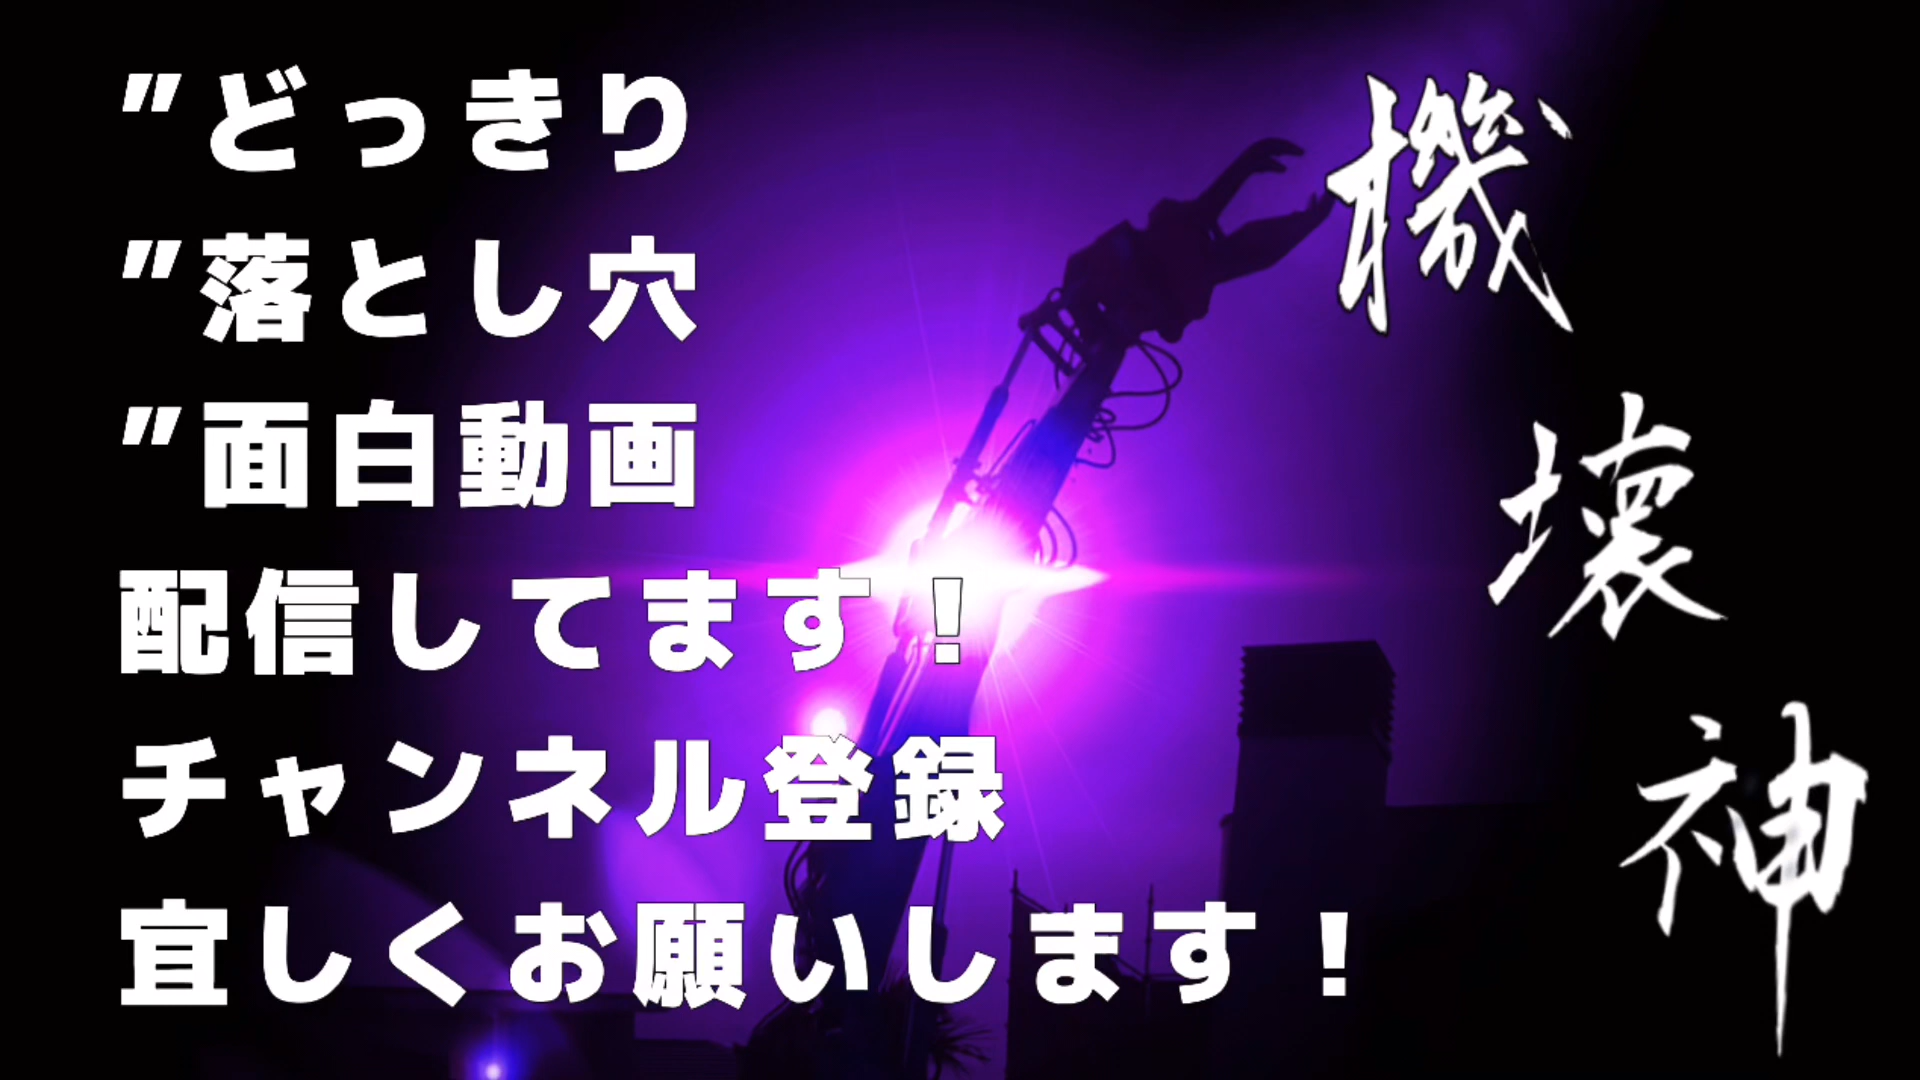 ”どっきり
”落とし穴
”面白動画
配信してます！
チャンネル登録
宜しくお願いします！
機壊神